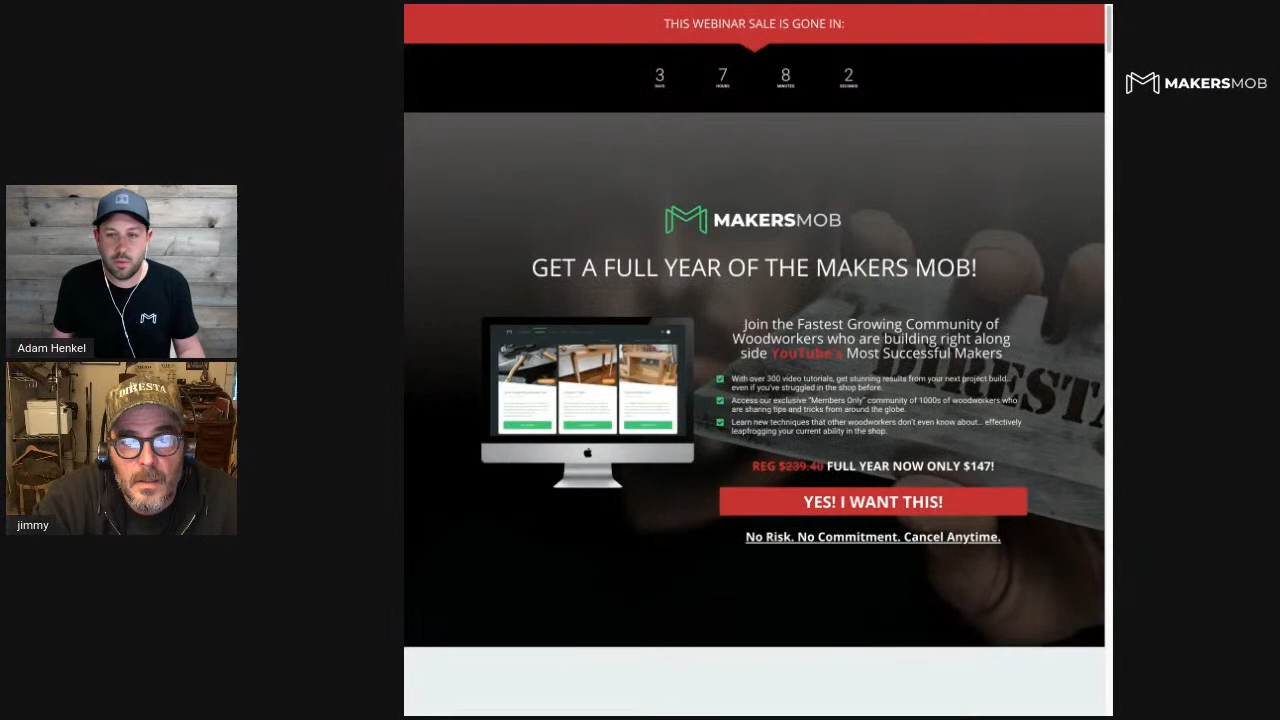 THIS WEBINAR SALE IS GONE IN:
3 7 8 2
DAYS HOURS MINUTES SECONDS
MAKERSMOB
MAKERSMOB
GET A FULL YEAR OF THE MAKERS MOB!
Join the Fastest Growing Community of
Woodworkers who are building right along
side YouTube's Most Successful Makers
With over 300 video tutorials, get stunning results from your next project build...
even if you've struggled in the shop before.
Access our exclusive "Members Only" community of 1000s of woodworkers who
are sharing tips and tricks from around the globe.
Learn new techniques that other woodworkers don't even know about... effectively
leapfrogging your current ability in the shop.
REG $239.40 FULL YEAR NOW ONLY $147!
YES! I WANT THIS!
No Risk. No Commitment. Cancel Anytime.
DIRESTA
Adam Henkel
DIRESTA
jimmy